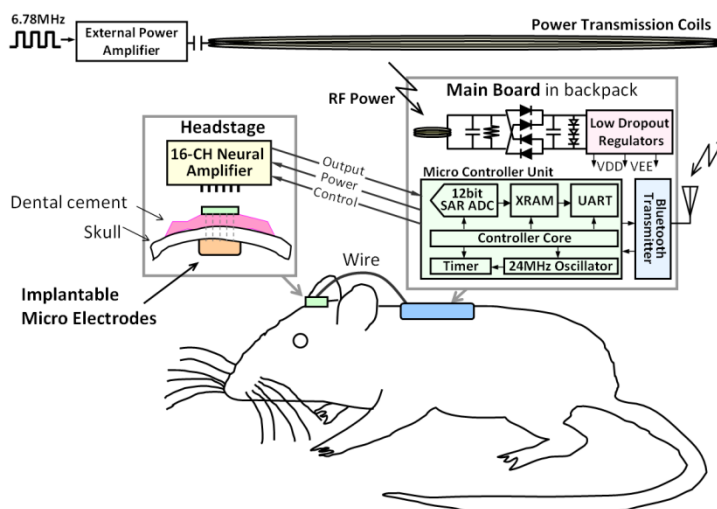 6.78MHz
External Power
Amplifier
Power Transmission Coils
RF Power
Main Board in backpack
Low Dropout
Regulators
VDD VEE
Headstage
16-CH Neural
Amplifier
Output
Power
Control
Micro Controller Unit
12bit
SAR ADC
XRAM
UART
Controller Core
Timer
24MHz Oscillator
Bluetooth
Transmitter
Dental cement
Skull
Implantable
Micro Electrodes
Wire